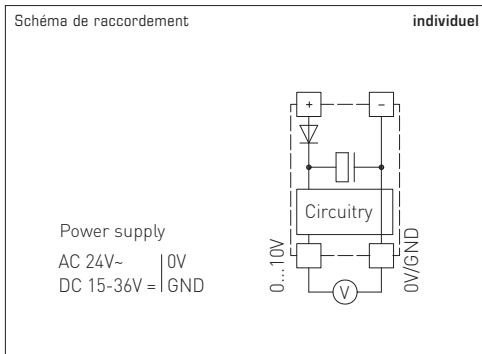 Schéma de raccordement individuel
+ −
Circuitry
Power supply
AC 24V~ 0V
DC 15-36V = GND
0...10V
0V/GND
V